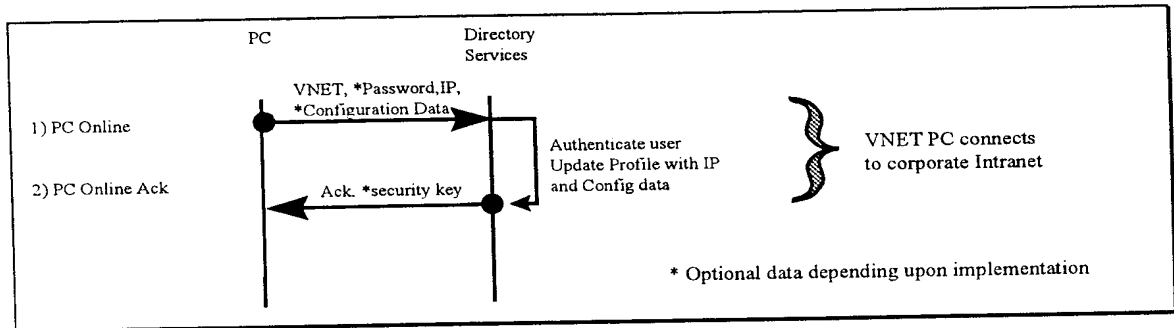 PC
Directory
Services
VNET, *Password,IP,
*Configuration Data
1) PC Online
Authenticate user
Update Profile with IP
and Config data
VNET PC connects
to corporate Intranet
2) PC Online Ack
Ack. *security key
* Optional data depending upon implementation